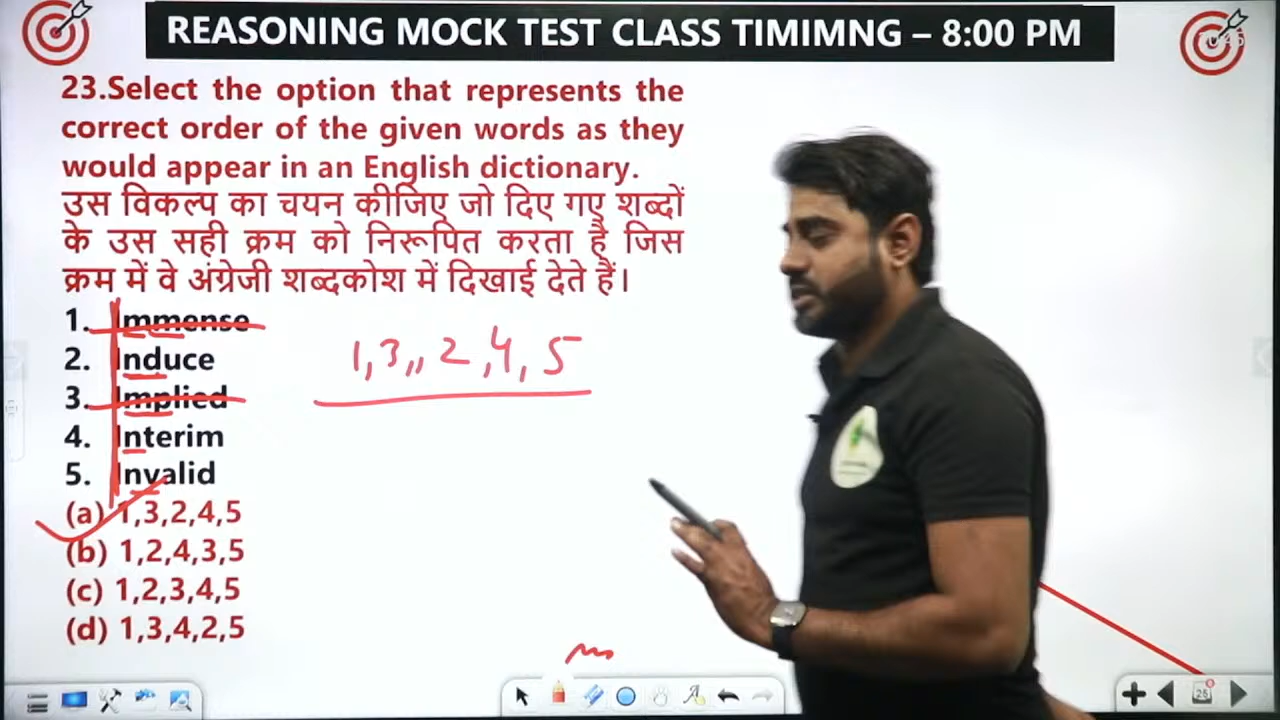 REASONING MOCK TEST CLASS TIMIMNG – 8:00 PM
23.Select the option that represents the
correct order of the given words as they
would appear in an English dictionary.
उस विकल्प का चयन कीजिए जो दिए गए शब्दों
के उस सही क्रम को निरूपित करता है जिस
क्रम में वे अंग्रेजी शब्दकोश में दिखाई देते हैं।
1. Immense
2. Induce
3. Implied
4. Interim
5. Invalid
1,3,,2,4,5
(a) 1,3,2,4,5
(b) 1,2,4,3,5
(c) 1,2,3,4,5
(d) 1,3,4,2,5